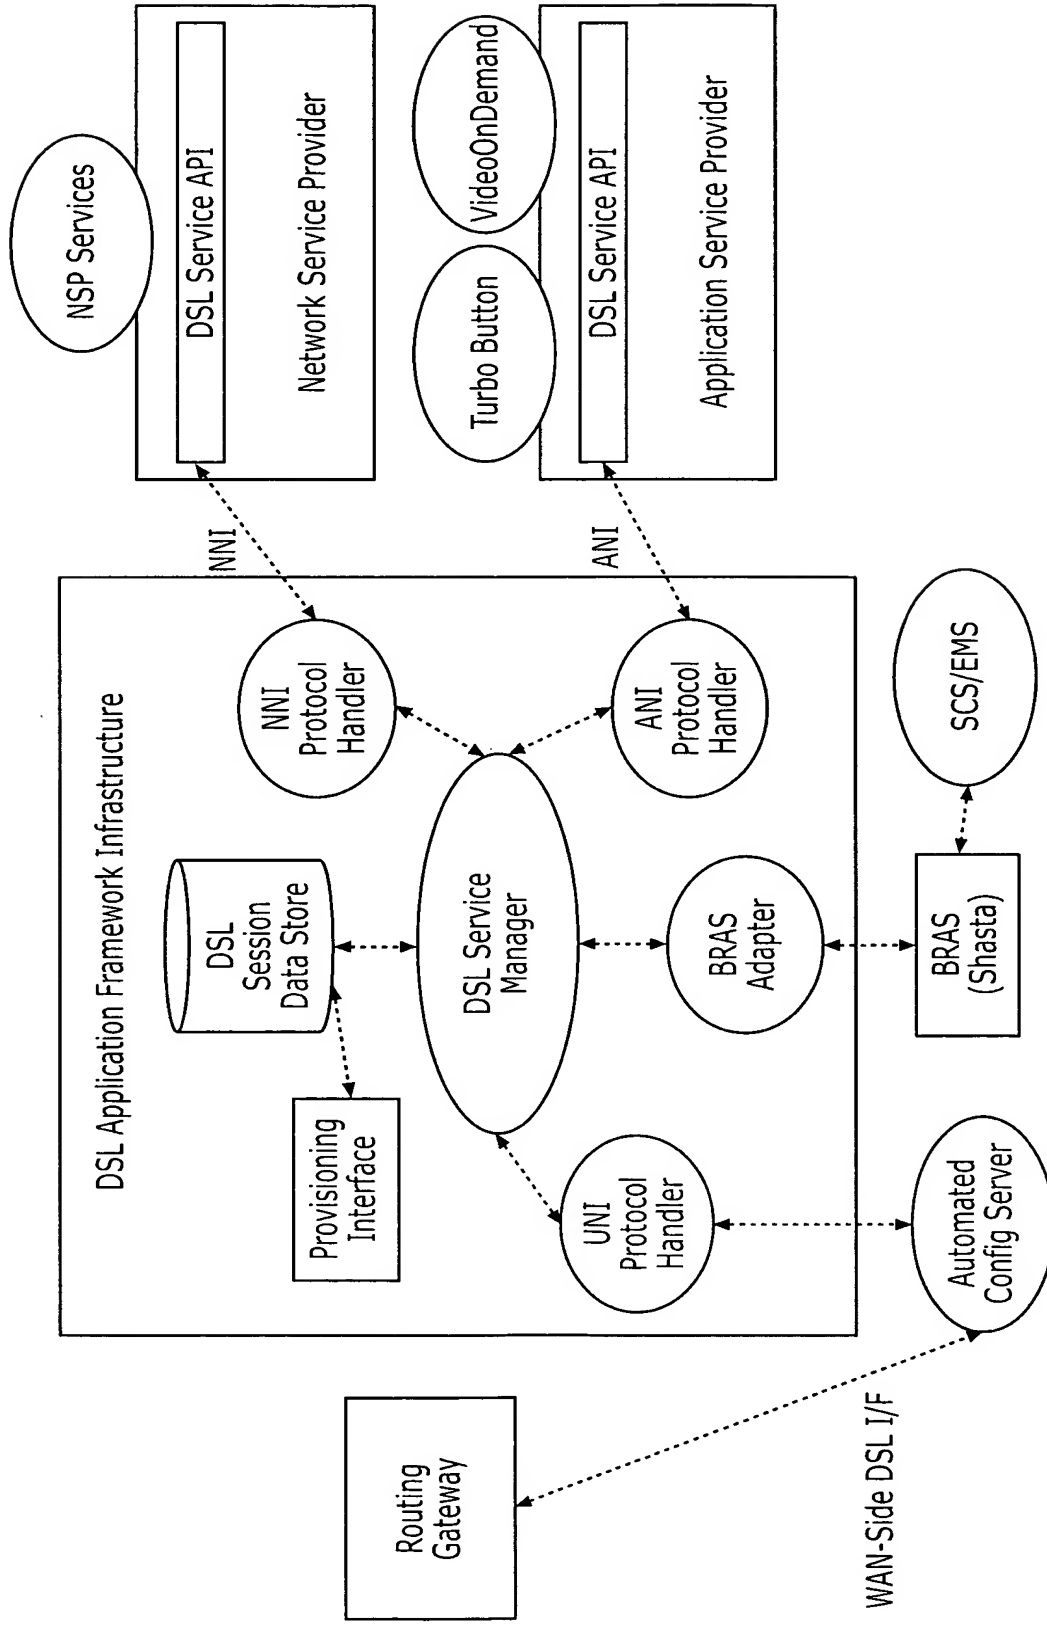 DSL Application Framework Infrastructure
Routing
Gateway
WAN-Side DSL I/F
Provisioning
Interface
DSL
Session
Data Store
NNI
Protocol
Handler
DSL Service
Manager
UNI
Protocol
Handler
BRAS
Adapter
ANI
Protocol
Handler
Automated
Config Server
BRAS
(Shasta)
SCS/EMS
NNI
ANI
NSP Services
DSL Service API
Network Service Provider
Turbo Button
VideoOnDemand
DSL Service API
Application Service Provider